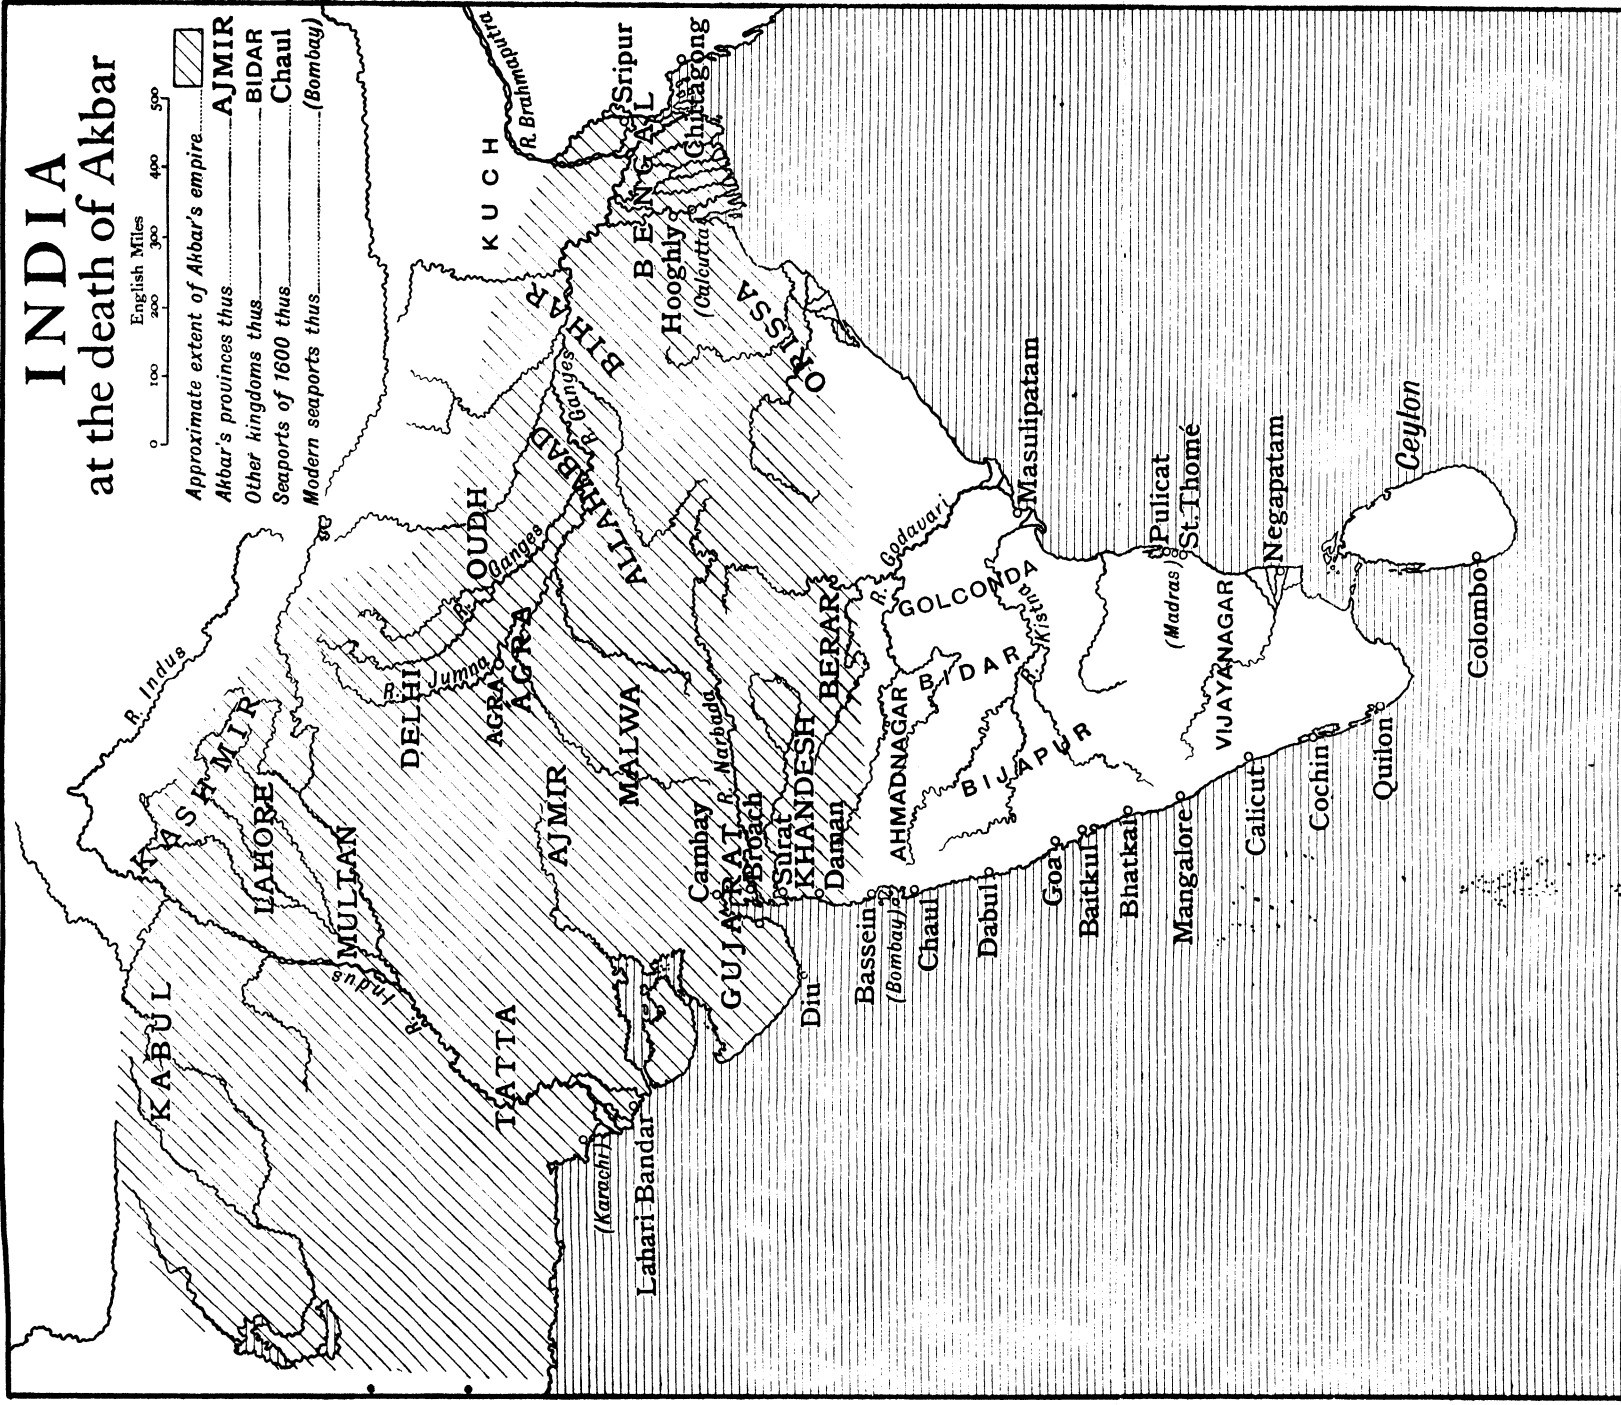 INDIA
at the death of Akbar
English Miles
0 100 200 300 400 500
Approximate extent of Akbar's empire
Akbar's provinces thus AJMIR
Other kingdoms thus BIDAR
Seaports of 1600 thus Chaul
Modern seaports thus (Bombay)
R. Indus
KASHMIR
KABUL
LAHORE
MULTAN
R. Indus
DELHI
R. Jumna
AGRA
AGRA
OUDH
R. Ganges
ALLAHABAD
R. Ganges
BIHAR
KUCH
R. Brahmaputra
Sripur
BENGAL
Chittagong
Hooghly
(Calcutta)
ORISSA
TATTA
AJMIR
MALWA
(Karachi)
Lahari-Bandar
GUJARAT
Cambay
Broach
Surat
R. Narbada
KHANDESH
Daman
BERAR
Diu
Bassein
(Bombay)
Chaul
Dabul
Goa
Baitkul
Bhatkal
Mangalore
Calicut
Cochin
Quilon
AHMADNAGAR
BIDAR
BIJAPUR
GOLCONDA
R. Godavari
R. Kistna
VIJAYANAGAR
Masulipatam
Pulicat
St. Thomé
(Madras)
Negapatam
Ceylon
Colombo